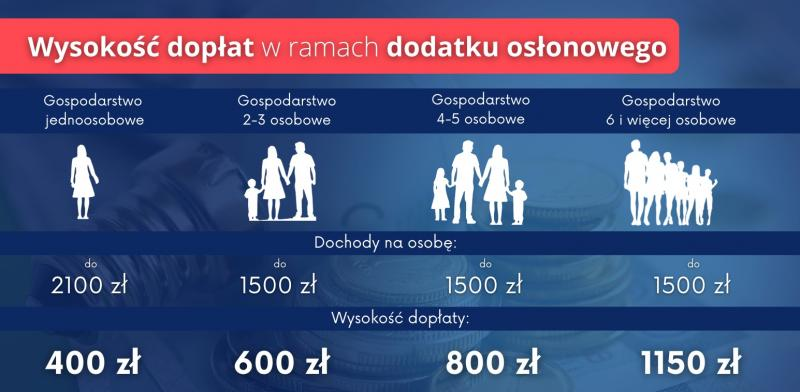 Wysokość dopłat w ramach dodatku osłonowego
Gospodarstwo
jednoosobowe
Gospodarstwo
2-3 osobowe
Gospodarstwo
4-5 osobowe
Gospodarstwo
6 i więcej osobowe
Dochody na osobę:
do
2100 zł
do
1500 zł
do
1500 zł
do
1500 zł
Wysokość dopłaty:
400 zł
600 zł
800 zł
1150 zł